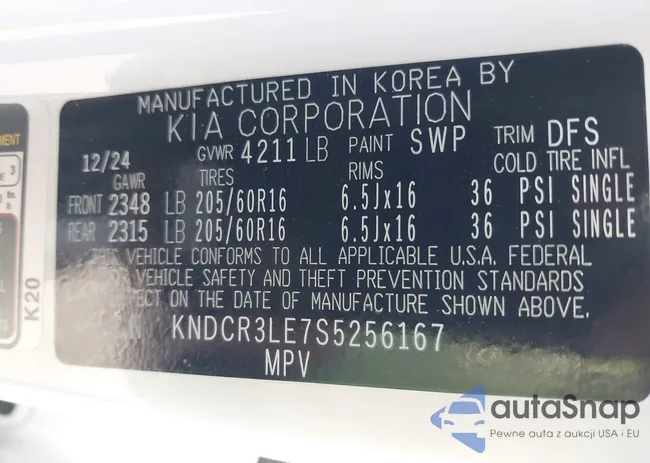 MANUFACTURED IN KOREA BY
KIA CORPORATION
12/24 GVWR 4211 LB PAINT SWP TRIM DFS
GAWR TIRES RIMS COLD TIRE INFL
FRONT 2348 LB 205/60R16 6.5Jx16 36 PSI SINGLE
REAR 2315 LB 205/60R16 6.5Jx16 36 PSI SINGLE
THIS VEHICLE CONFORMS TO ALL APPLICABLE U.S.A. FEDERAL
VEHICLE SAFETY AND THEFT PREVENTION STANDARDS
EFFECT ON THE DATE OF MANUFACTURE SHOWN ABOVE.
KNDCR3LE7S5256167
MPV
K20
3
autaSnap
Pewne auta z aukcji USA i EU